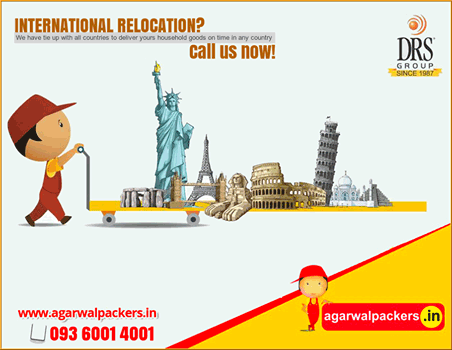 INTERNATIONAL RELOCATION?
We have tie up with all countries to deliver yours household goods on time in any country
call us now!
DRS
GROUP
SINCE 1987
www.agarwalpackers.in
093 6001 4001
agarwalpackers.in